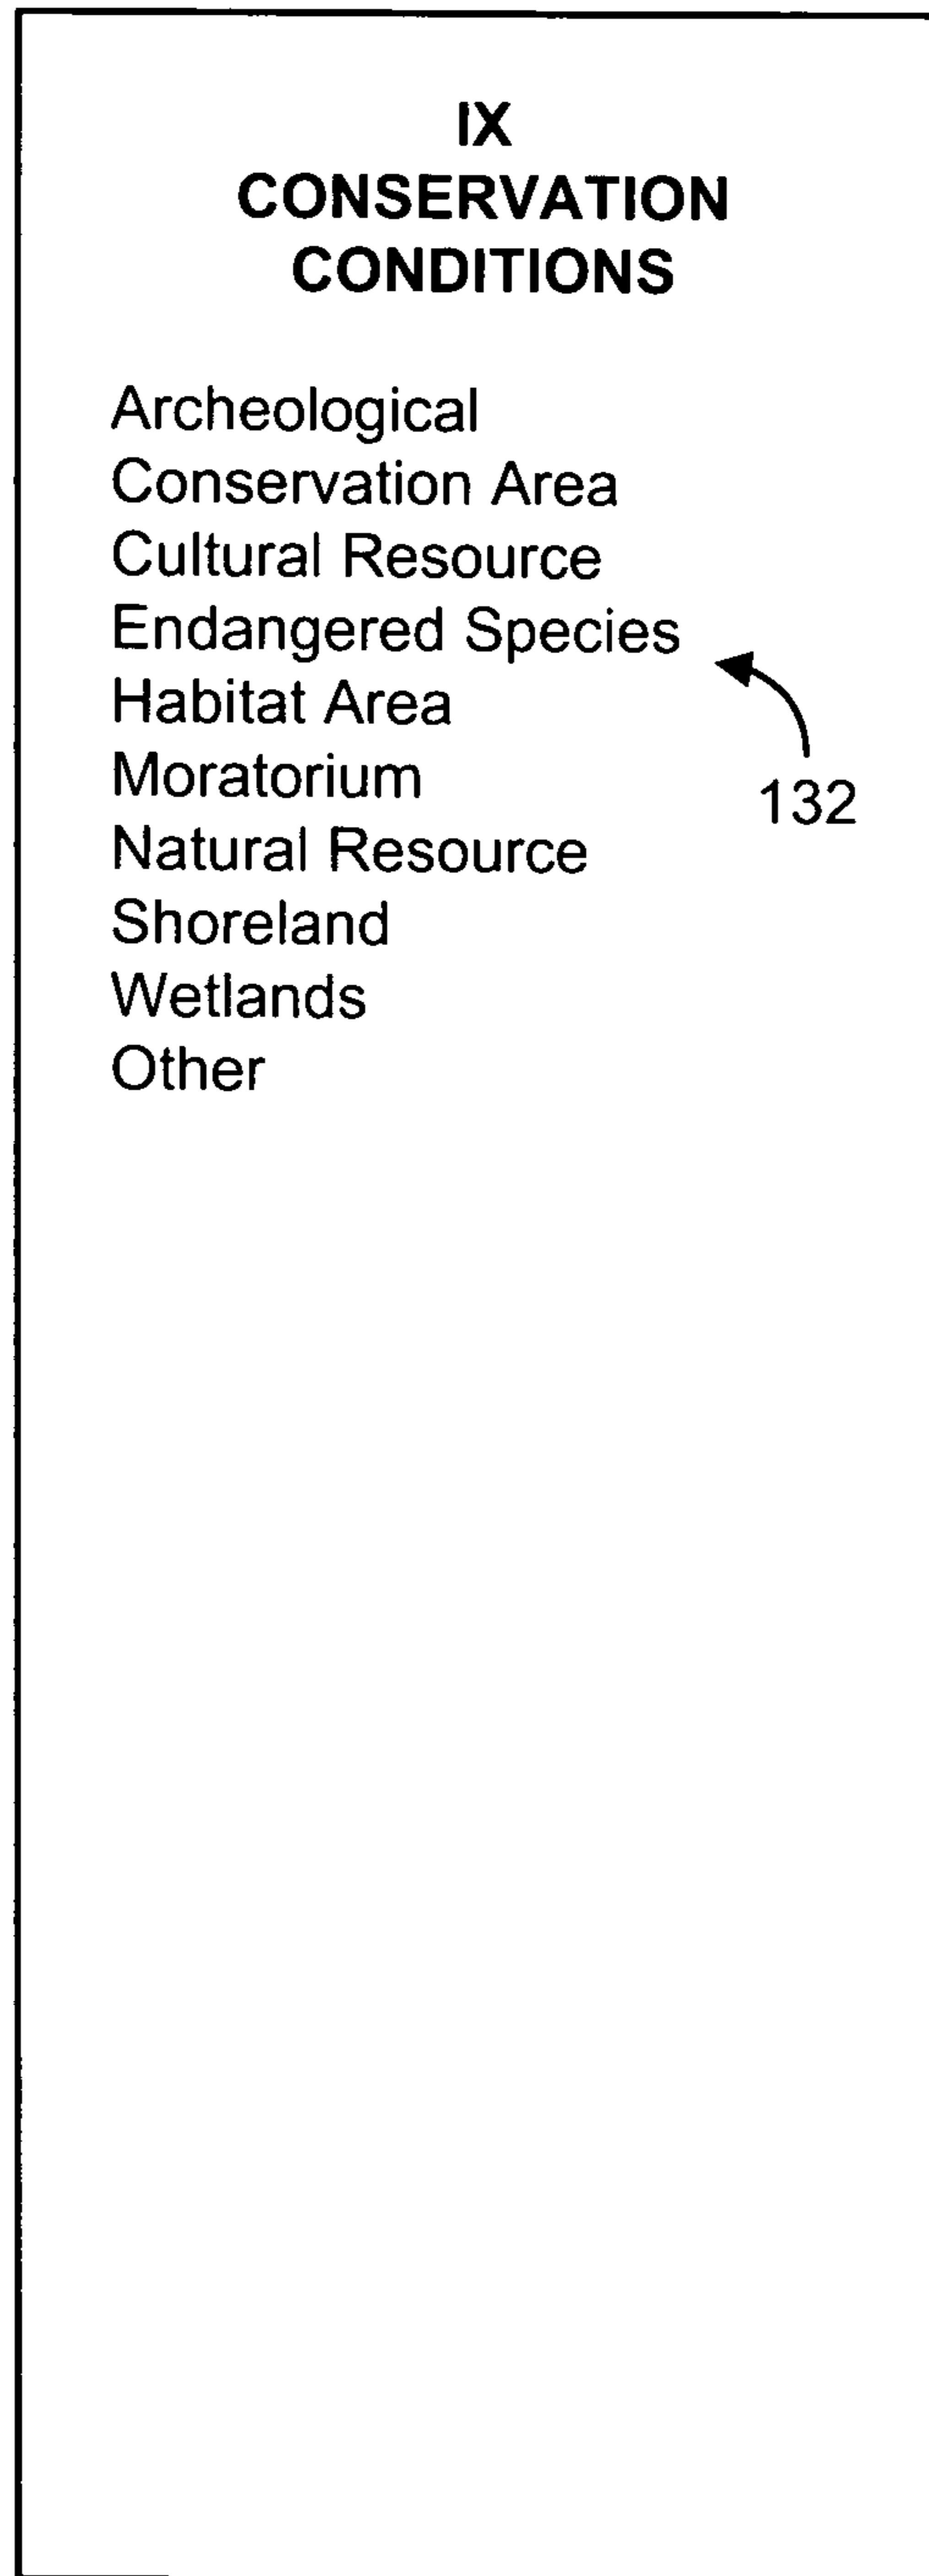 IX
CONSERVATION
CONDITIONS
Archeological
Conservation Area
Cultural Resource
Endangered Species
Habitat Area
Moratorium
132
Natural Resource
Shoreland
Wetlands
Other